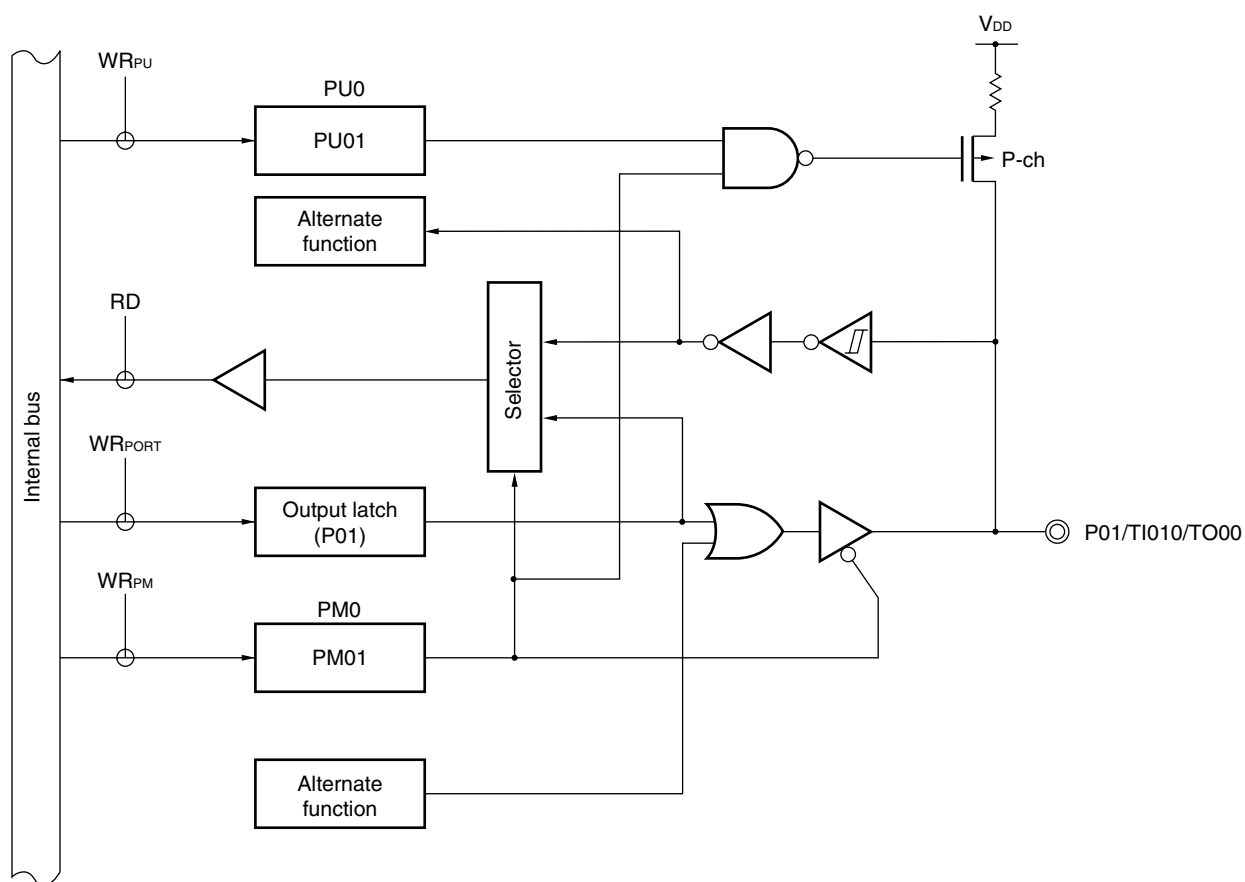 VDD
WRPU
PU0
PU01
P-ch
Alternate
function
RD
Selector
Internal bus
WRPORT
Output latch
(P01)
P01/TI010/TO00
WRPM
PM0
PM01
Alternate
function